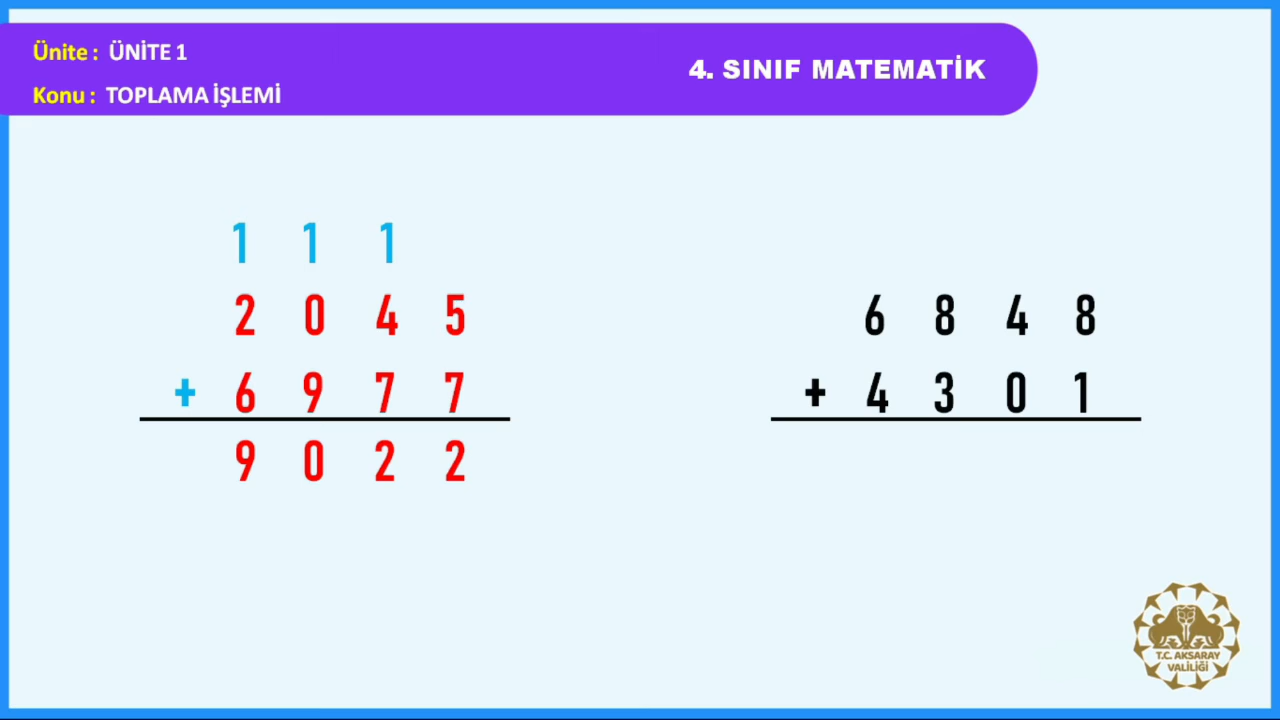 Ünite : ÜNİTE 1
Konu : TOPLAMA İŞLEMİ
4. SINIF MATEMATİK
1 1 1
2 0 4 5
+ 6 9 7 7
9 0 2 2
6 8 4 8
+ 4 3 0 1
T.C. AKSARAY
VALİLİĞİ